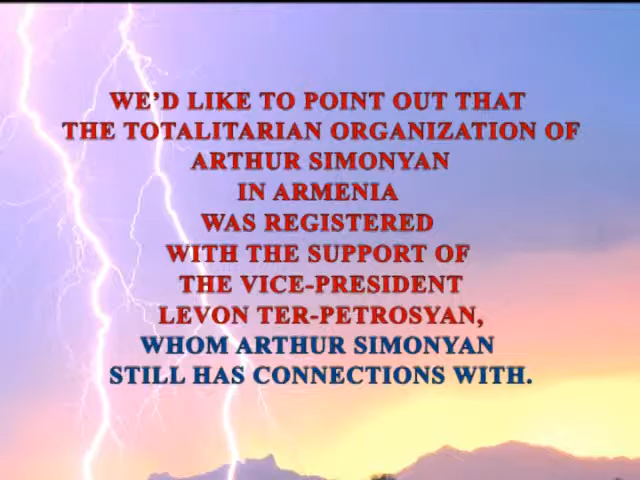 WE'D LIKE TO POINT OUT THAT
THE TOTALITARIAN ORGANIZATION OF
ARTHUR SIMONYAN
IN ARMENIA
WAS REGISTERED
WITH THE SUPPORT OF
THE VICE-PRESIDENT
LEVON TER-PETROSYAN,
WHOM ARTHUR SIMONYAN
STILL HAS CONNECTIONS WITH.